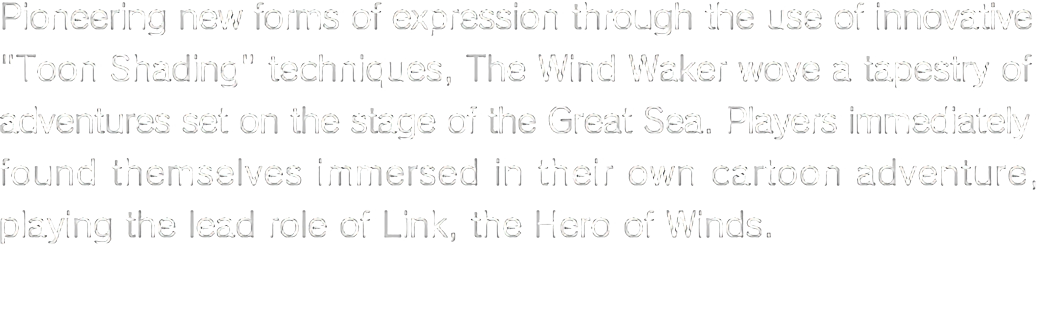 Pioneering new forms of expression through the use of innovative
"Toon Shading" techniques, The Wind Waker wove a tapestry of
adventures set on the stage of the Great Sea. Players immediately
found themselves immersed in their own cartoon adventure,
playing the lead role of Link, the Hero of Winds.